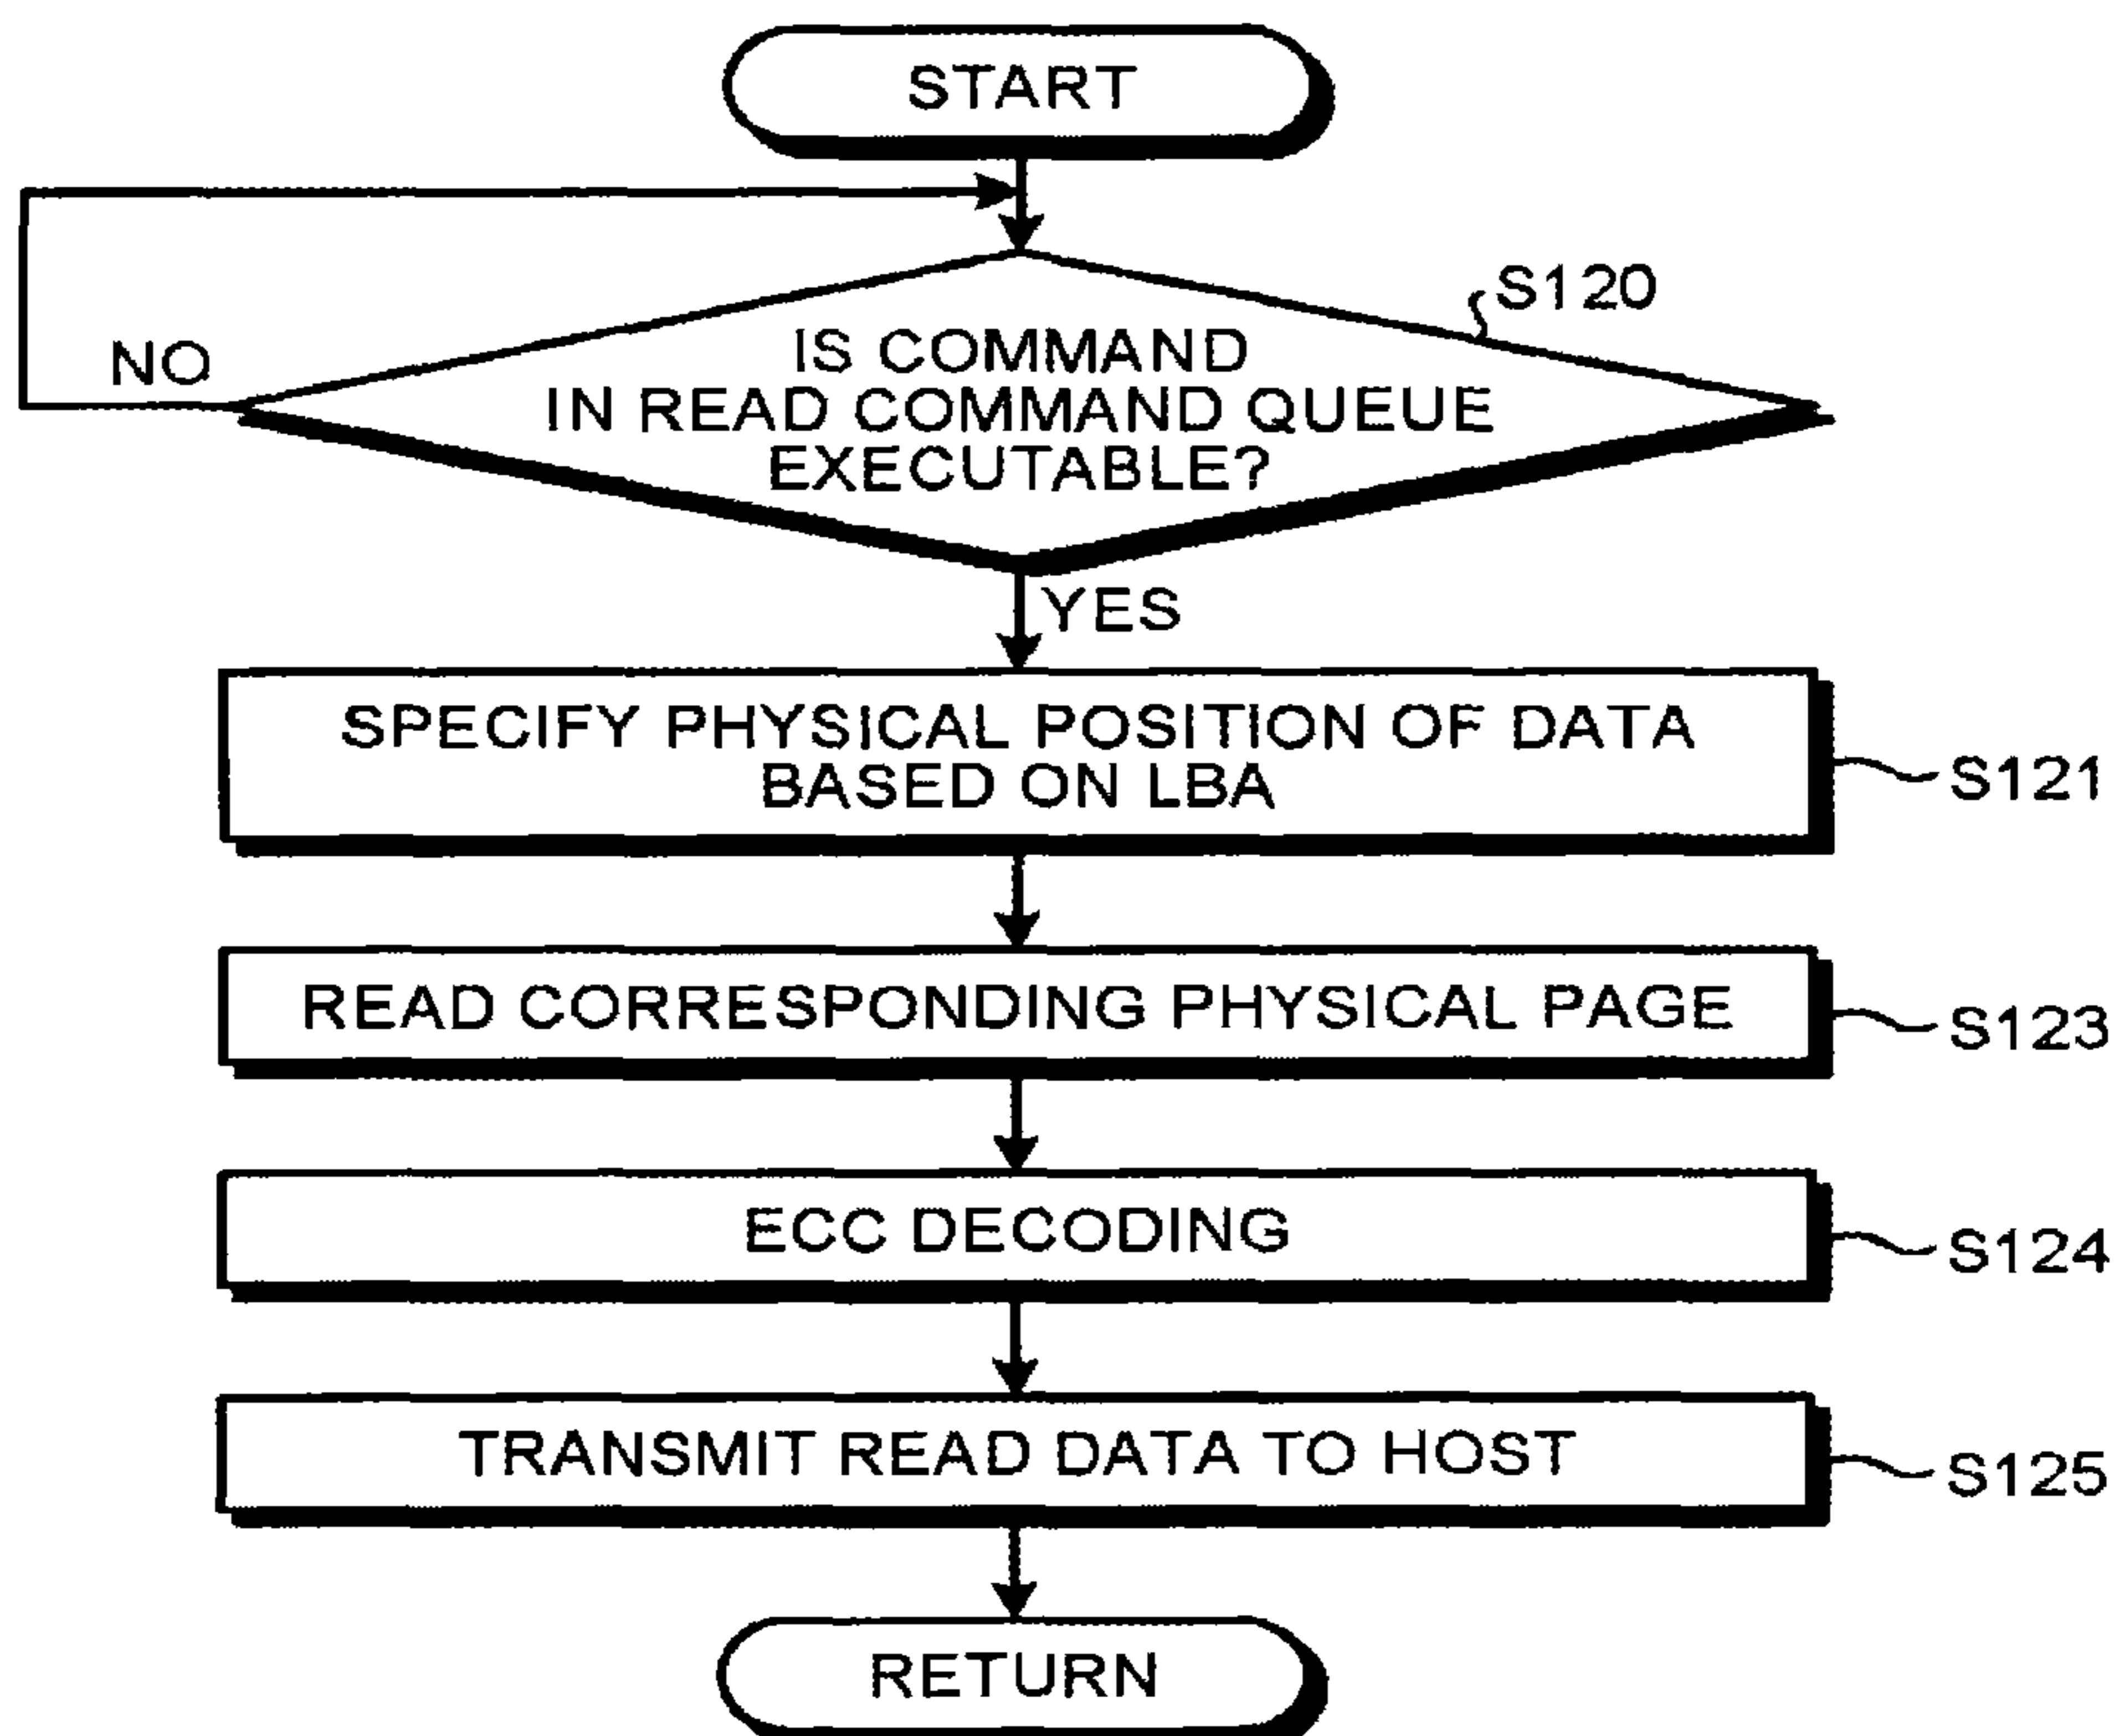 START
S120
NO
IS COMMAND
IN READ COMMAND QUEUE
EXECUTABLE?
YES
SPECIFY PHYSICAL POSITION OF DATA
BASED ON LBA
S121
READ CORRESPONDING PHYSICAL PAGE
S123
ECC DECODING
S124
TRANSMIT READ DATA TO HOST
S125
RETURN